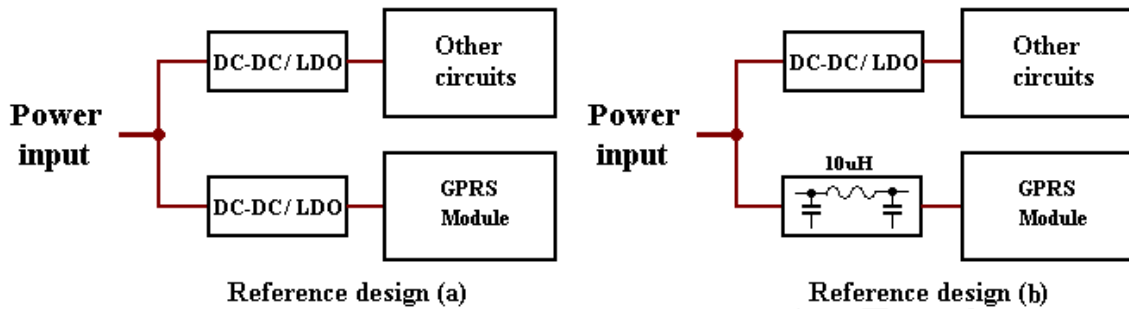 DC-DC/ LDO
Other
circuits
Power
input
DC-DC/ LDO
GPRS
Module
Reference design (a)
DC-DC/ LDO
Other
circuits
Power
input
10uH
GPRS
Module
Reference design (b)